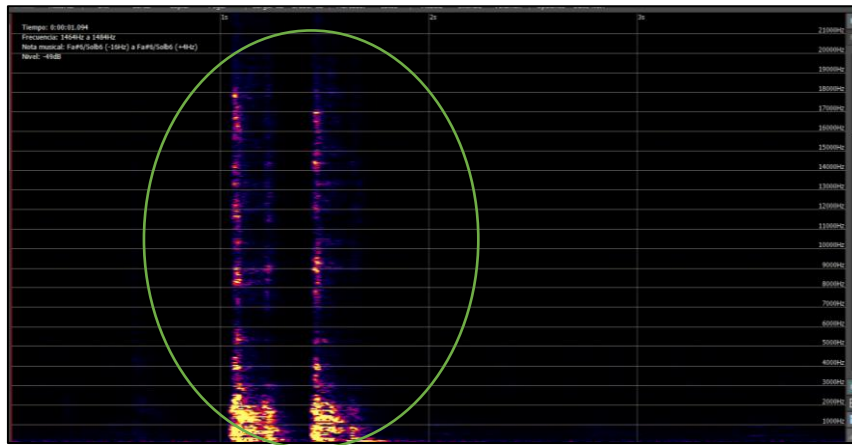 1s 2s 3s
Tiempo: 0:00:01.094
Frecuencia: 1464Hz a 1484Hz
Nota musical: Fa#6/Solb6 (-16Hz) a Fa#6/Solb6 (+4Hz)
Nivel: -49dB
21000Hz
20000Hz
19000Hz
18000Hz
17000Hz
16000Hz
15000Hz
14000Hz
13000Hz
12000Hz
11000Hz
10000Hz
9000Hz
8000Hz
7000Hz
6000Hz
5000Hz
4000Hz
3000Hz
2000Hz
1000Hz